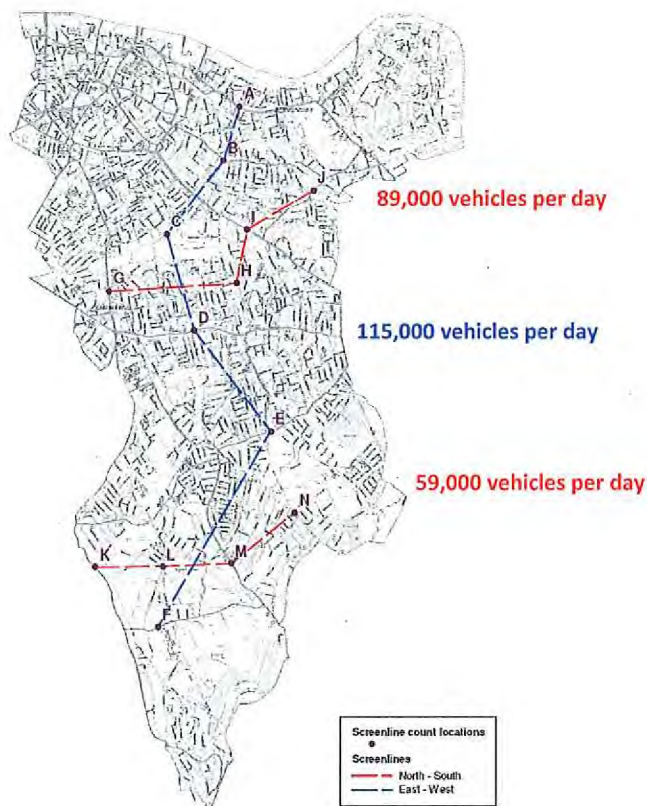 A
B
J
89,000 vehicles per day
C
I
H
G
D
115,000 vehicles per day
E
59,000 vehicles per day
N
K
L
M
F
Screenline count locations
Screenlines
North - South
East - West